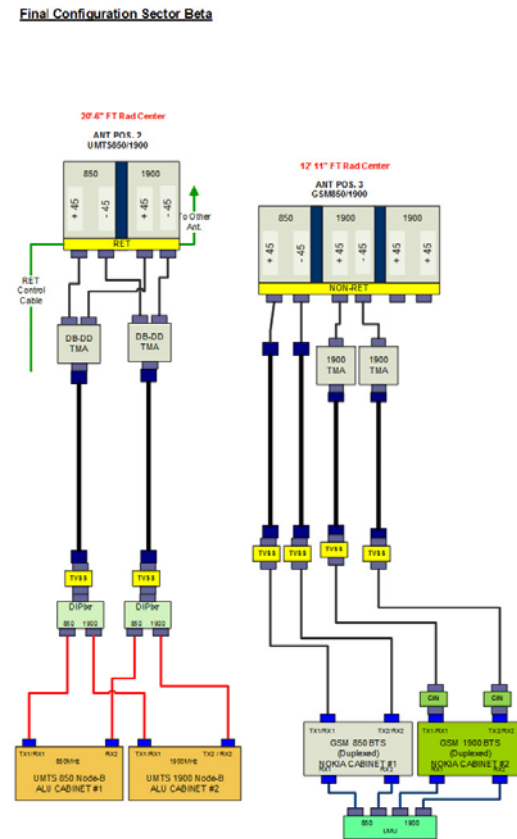 Final Configuration Sector Beta
20'-6" FT Rad Center
ANT POS. 2
UMTS850/1900
850
1900
+ 45
- 45
+ 45
- 45
RET
To Other
Ant.
RET
Control
Cable
DB-DD
TMA
DB-DD
TMA
TVSS
TVSS
DIPlxr
DIPlxr
850 1900
850 1900
TX1/RX1
850MHz
RX2
TX1/RX1
1900MHz
TX2 / RX2
UMTS 850 Node-B
ALU CABINET #1
UMTS 1900 Node-B
ALU CABINET #2
12' 11" FT Rad Center
ANT POS. 3
GSM850/1900
850
1900
1900
+ 45
- 45
+ 45
- 45
+ 45
- 45
NON-RET
1900
TMA
1900
TMA
TVSS
TVSS
TVSS
TVSS
CIN
CIN
TX1/RX1
TX2/RX2
TX1/RX1
TX2/RX2
GSM 850 BTS
(Duplexed)
NOKIA CABINET #1
GSM 1900 BTS
(Duplexed)
NOKIA CABINET #2
RX1
RX2
RX1
RX2
850
1900
LMU